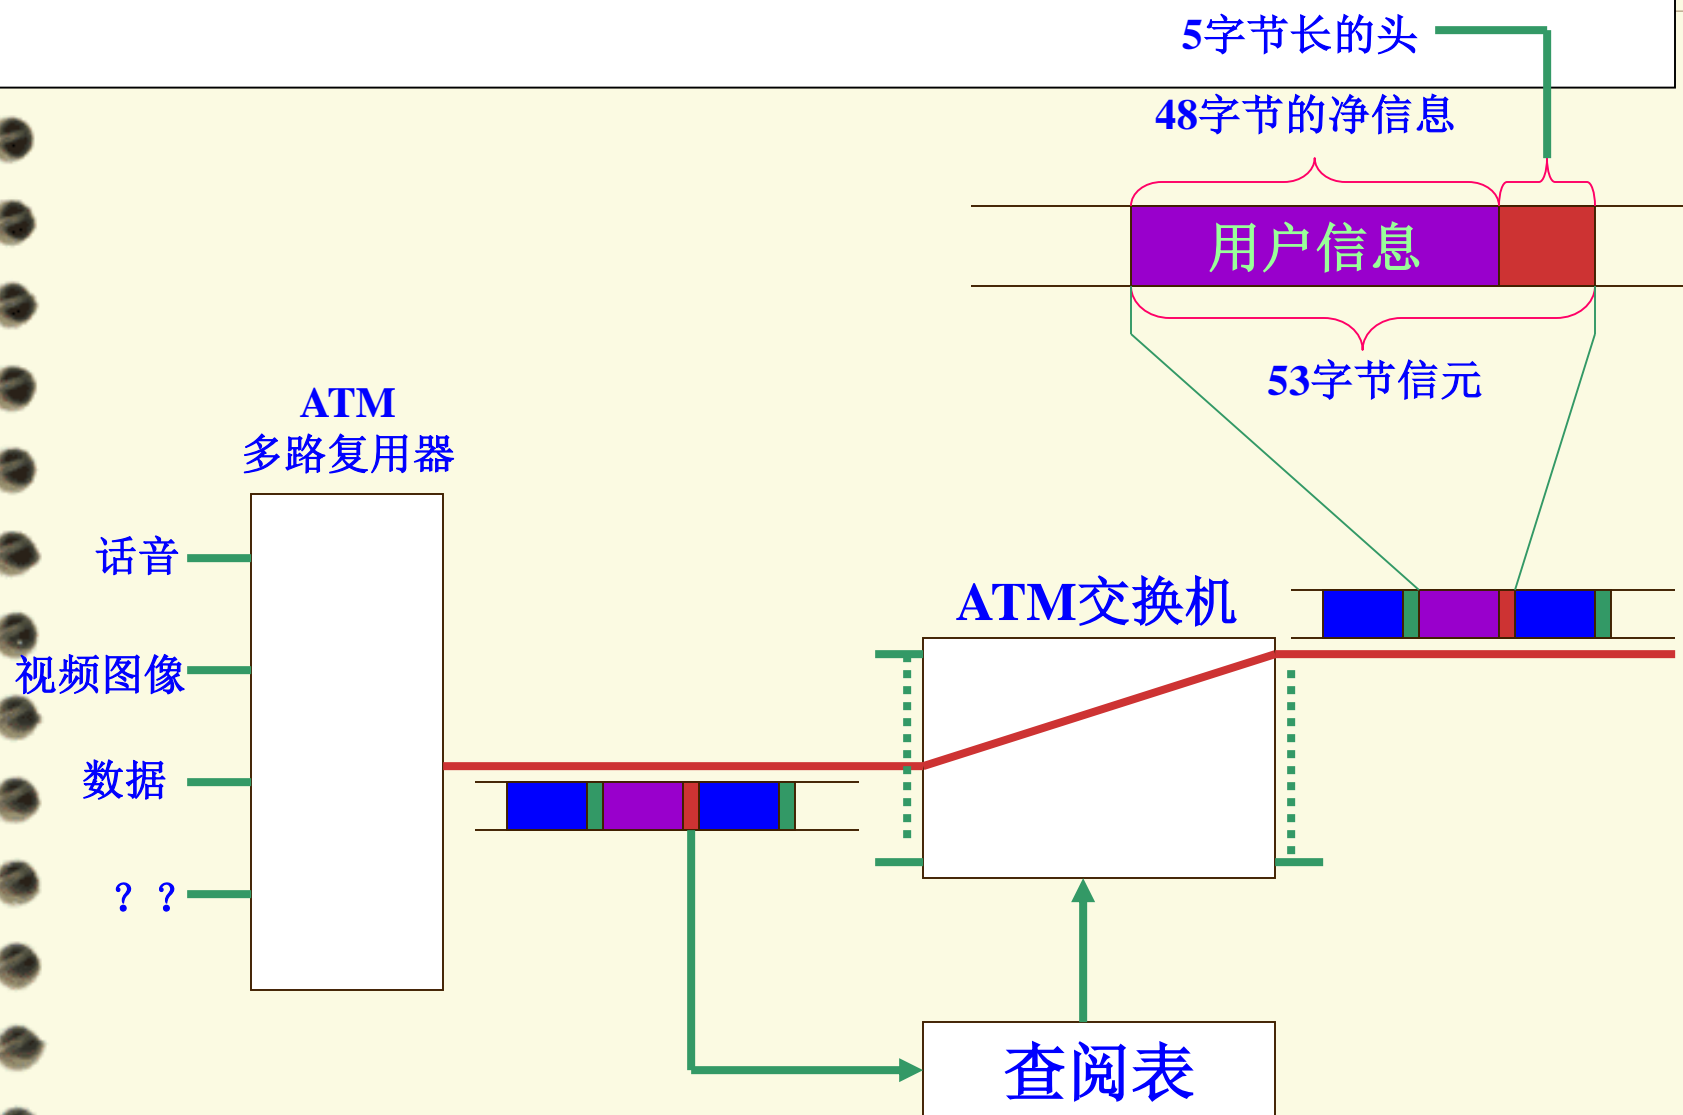 5字节长的头
48字节的净信息
用户信息
53字节信元
ATM
多路复用器
话音
ATM交换机
视频图像
数据
？？
查阅表